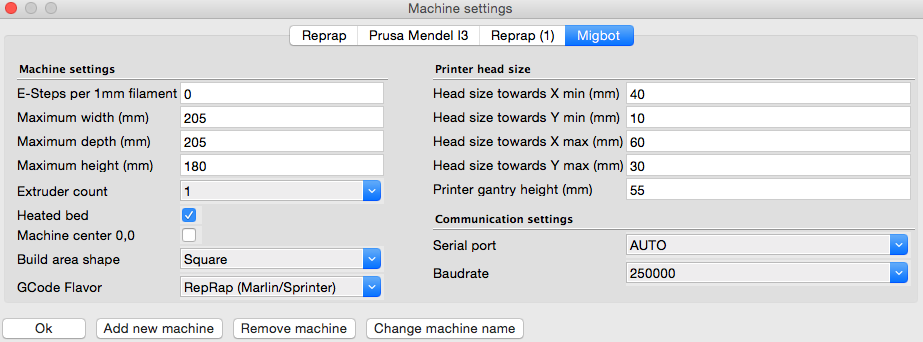 Machine settings
Reprap Prusa Mendel I3 Reprap (1) Migbot
Machine settings
E-Steps per 1mm filament 0
Maximum width (mm) 205
Maximum depth (mm) 205
Maximum height (mm) 180
Extruder count 1
Heated bed
Machine center 0,0
Build area shape Square
GCode Flavor RepRap (Marlin/Sprinter)
Printer head size
Head size towards X min (mm) 40
Head size towards Y min (mm) 10
Head size towards X max (mm) 60
Head size towards Y max (mm) 30
Printer gantry height (mm) 55
Communication settings
Serial port AUTO
Baudrate 250000
Ok Add new machine Remove machine Change machine name